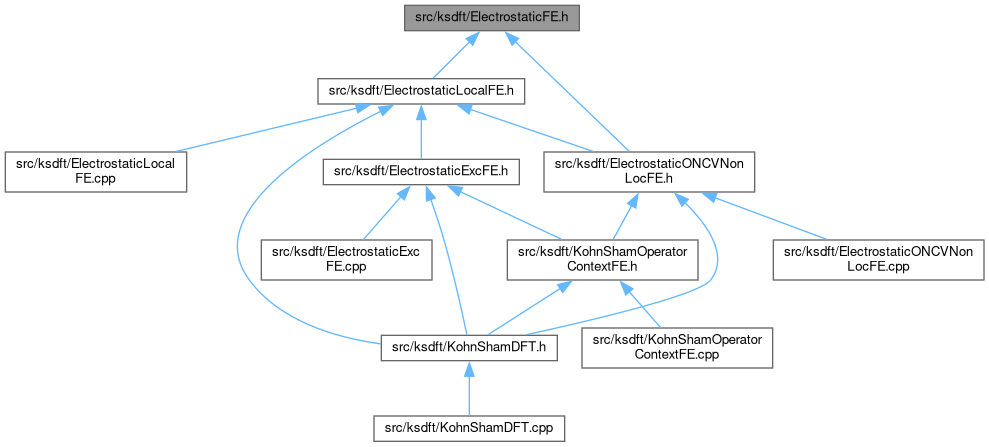 src/ksdft/ElectrostaticFE.h
src/ksdft/ElectrostaticLocalFE.h
src/ksdft/ElectrostaticLocal
FE.cpp
src/ksdft/ElectrostaticExcFE.h
src/ksdft/ElectrostaticONCVNon
LocFE.h
src/ksdft/ElectrostaticExc
FE.cpp
src/ksdft/KohnShamOperator
ContextFE.h
src/ksdft/ElectrostaticONCVNon
LocFE.cpp
src/ksdft/KohnShamDFT.h
src/ksdft/KohnShamOperator
ContextFE.cpp
src/ksdft/KohnShamDFT.cpp